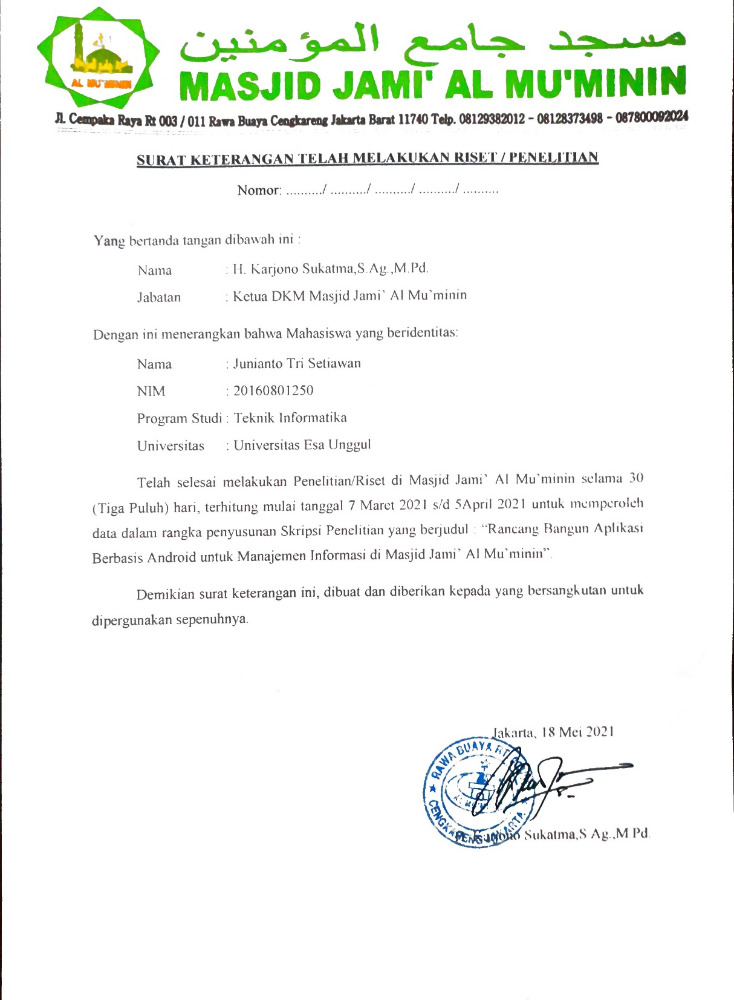 مسجد جامع المؤمنين
AL MU'MININ
MASJID JAMI' AL MU'MININ
Jl. Cempaka Raya Rt 003 / 011 Rawa Buaya Cengkareng Jakarta Barat 11740 Telp. 08129382012 - 08128373498 - 087800092024
SURAT KETERANGAN TELAH MELAKUKAN RISET / PENELITIAN
Nomor: ........../ ........../ ........../ ........../ ..........
Yang bertanda tangan dibawah ini :
Nama : H. Karjono Sukatma,S.Ag.,M.Pd.
Jabatan : Ketua DKM Masjid Jami` Al Mu`minin
Dengan ini menerangkan bahwa Mahasiswa yang beridentitas:
Nama : Junianto Tri Setiawan
NIM : 20160801250
Program Studi : Teknik Informatika
Universitas : Universitas Esa Unggul
Telah selesai melakukan Penelitian/Riset di Masjid Jami` Al Mu`minin selama 30
(Tiga Puluh) hari, terhitung mulai tanggal 7 Maret 2021 s/d 5April 2021 untuk memperoleh
data dalam rangka penyusunan Skripsi Penelitian yang berjudul : “Rancang Bangun Aplikasi
Berbasis Android untuk Manajemen Informasi di Masjid Jami` Al Mu`minin”.
Demikian surat keterangan ini, dibuat dan diberikan kepada yang bersangkutan untuk
dipergunakan sepenuhnya.
Jakarta, 18 Mei 2021
RAWA BUAYA RT
CENGKARENG JAKARTA
Karjono Sukatma,S Ag.,M Pd.